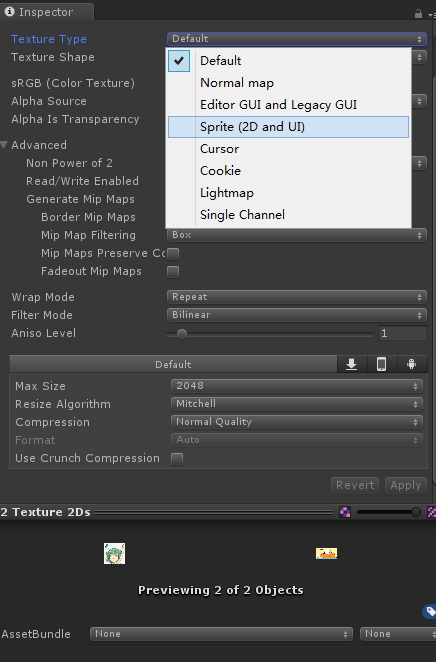 Inspector
Texture Type Default
Texture Shape
Default
sRGB (Color Texture)
Normal map
Alpha Source
Editor GUI and Legacy GUI
Alpha Is Transparency
Sprite (2D and UI)
Advanced
Cursor
Non Power of 2
Cookie
Read/Write Enabled
Lightmap
Generate Mip Maps
Single Channel
Border Mip Maps
Mip Map Filtering Box
Mip Maps Preserve Co
Fadeout Mip Maps
Wrap Mode Repeat
Filter Mode Bilinear
Aniso Level 1
Default
Max Size 2048
Resize Algorithm Mitchell
Compression Normal Quality
Format Auto
Use Crunch Compression
Revert Apply
2 Texture 2Ds
Previewing 2 of 2 Objects
AssetBundle None None